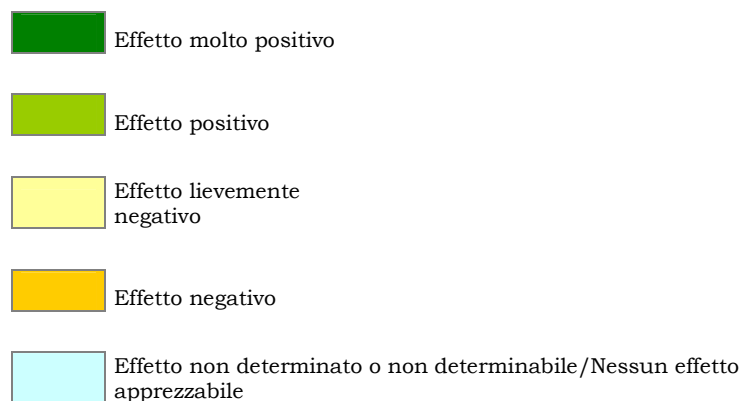 Effetto molto positivo
Effetto positivo
Effetto lievemente
negativo
Effetto negativo
Effetto non determinato o non determinabile/Nessun effetto
apprezzabile